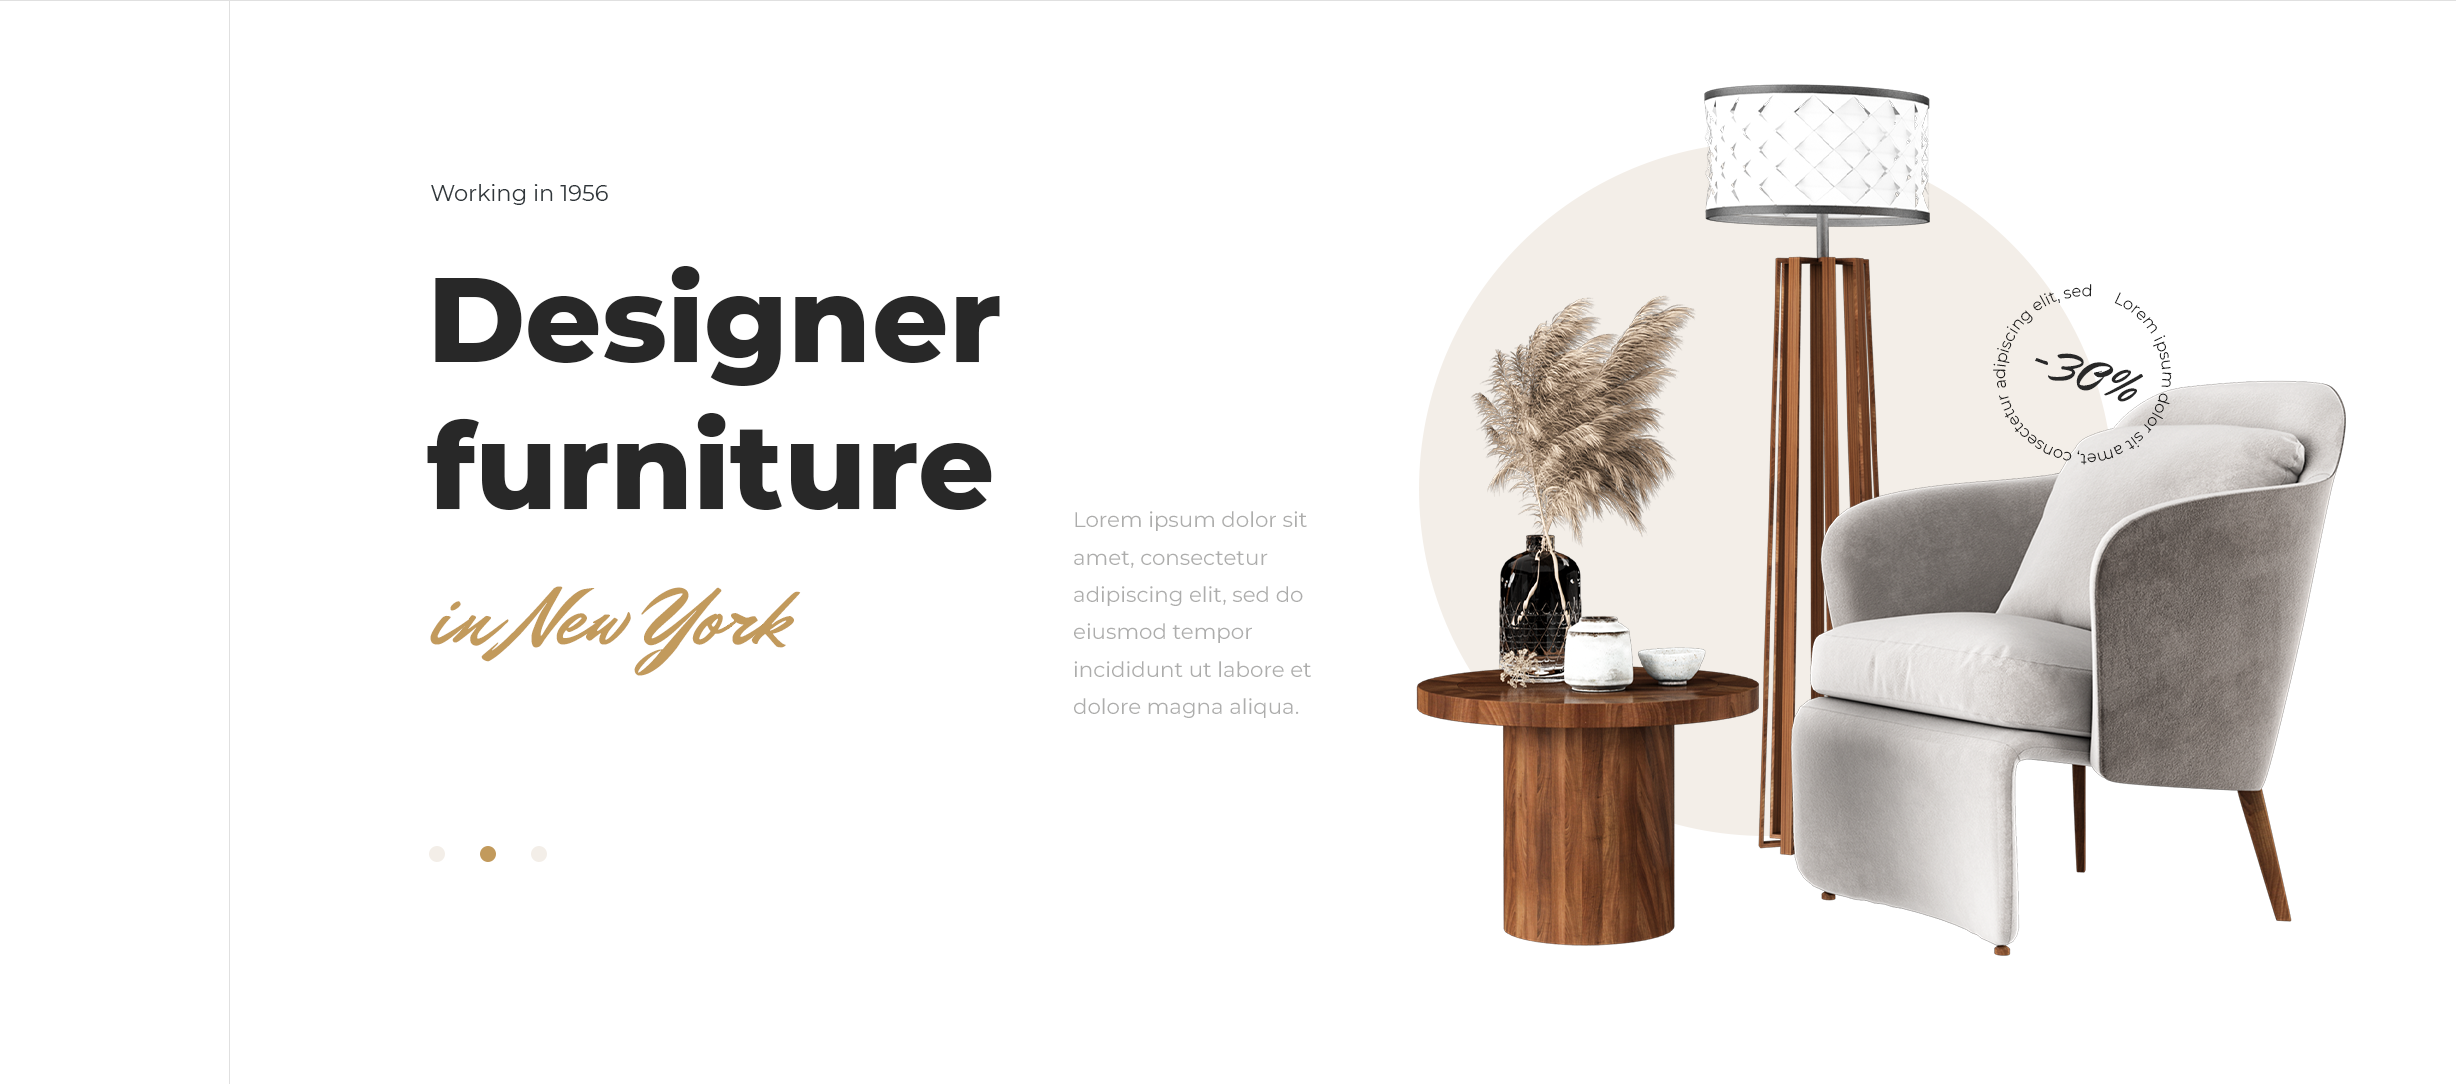 Working in 1956
Designer
furniture
in New York
Lorem ipsum dolor sit
amet, consectetur
adipiscing elit, sed do
eiusmod tempor
incididunt ut labore et
dolore magna aliqua.
Lorem ipsum dolor sit amet, consectetur adipiscing elit, sed
-30%